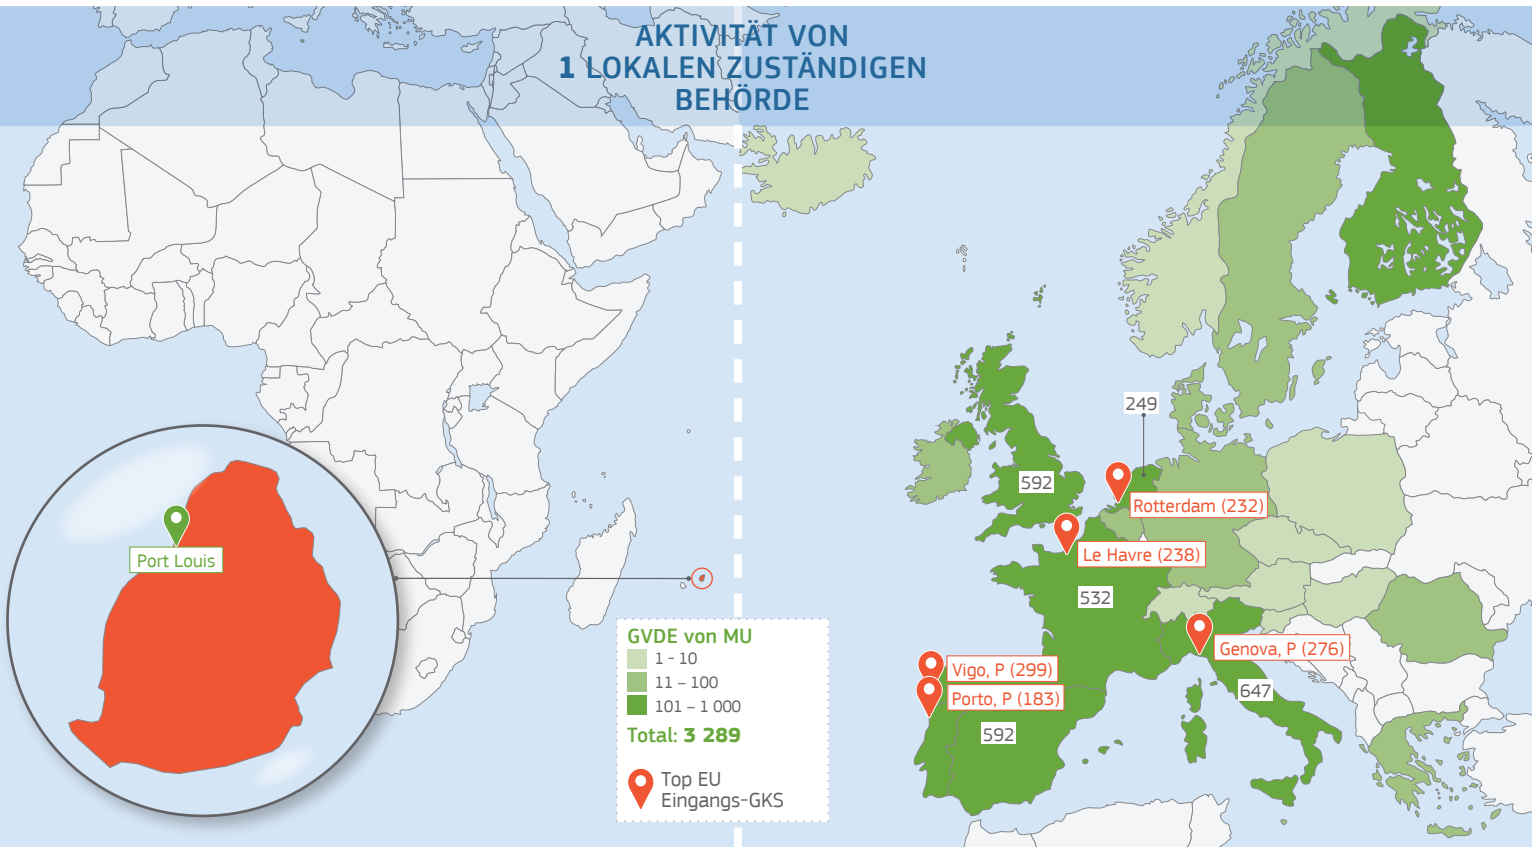 AKTIVITÄT VON
1 LOKALEN ZUSTÄNDIGEN
BEHÖRDE
249
592
Rotterdam (232)
Le Havre (238)
Port Louis
532
GVDE von MU
1 - 10
11 – 100
101 – 1 000
Total: 3 289
Top EU
Eingangs-GKS
Genova, P (276)
Vigo, P (299)
Porto, P (183)
647
592